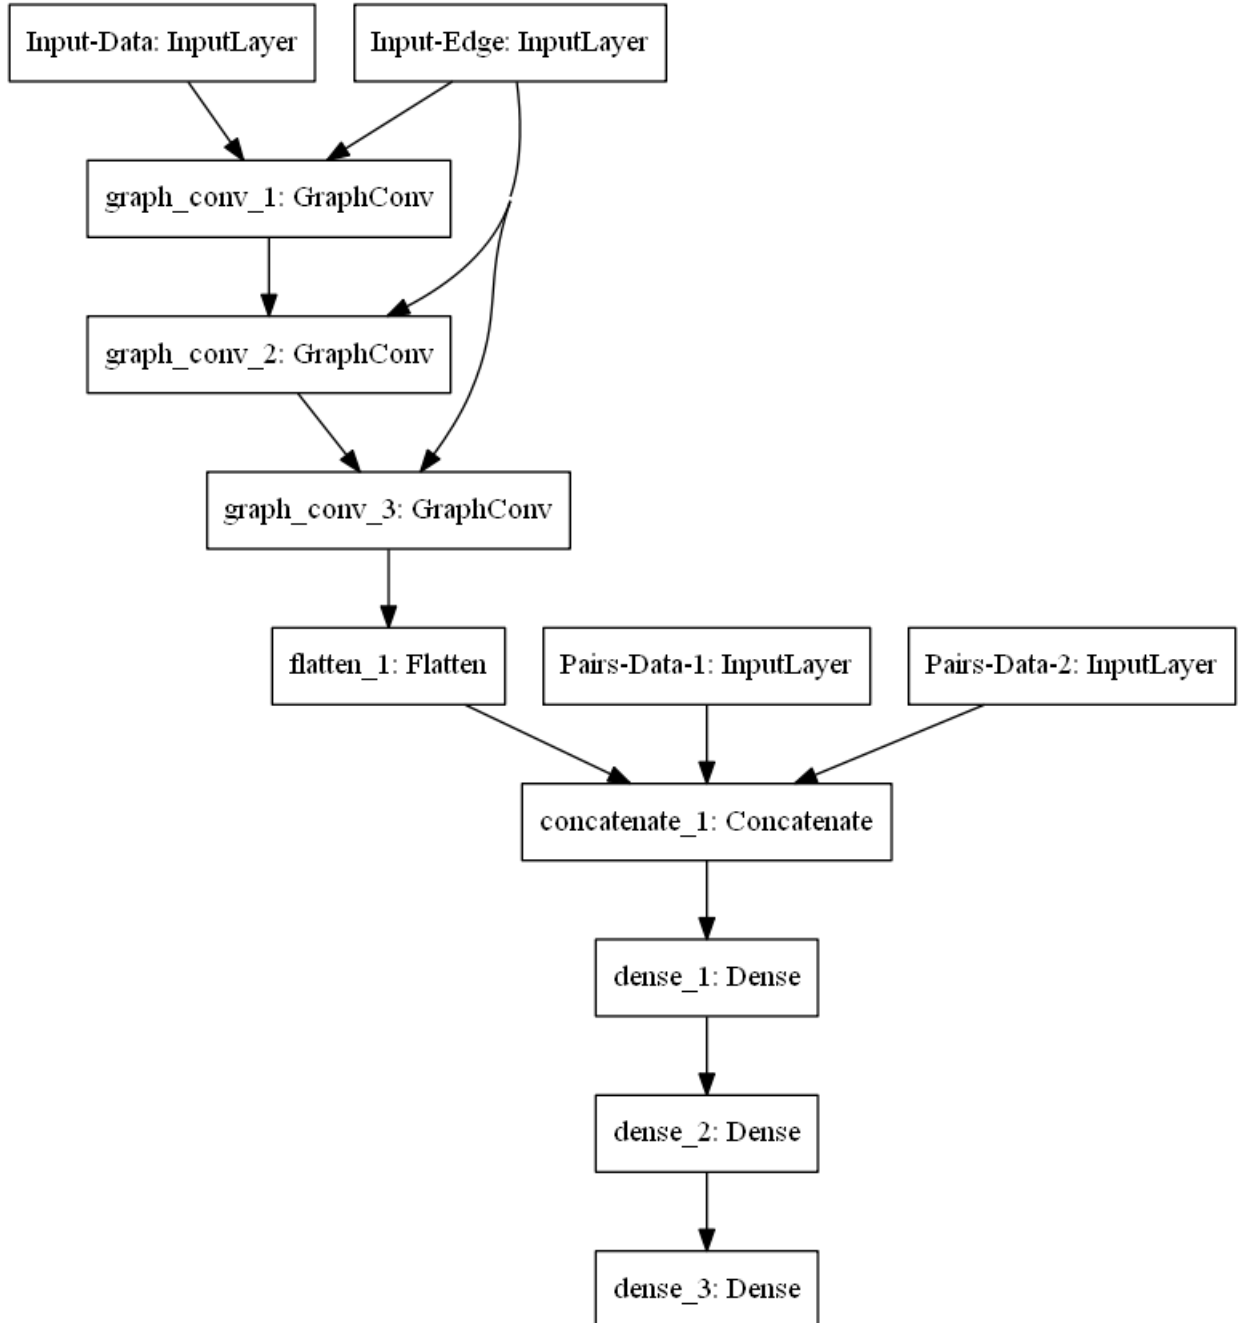 Input-Data: InputLayer
Input-Edge: InputLayer
graph_conv_1: GraphConv
graph_conv_2: GraphConv
graph_conv_3: GraphConv
flatten_1: Flatten
Pairs-Data-1: InputLayer
Pairs-Data-2: InputLayer
concatenate_1: Concatenate
dense_1: Dense
dense_2: Dense
dense_3: Dense